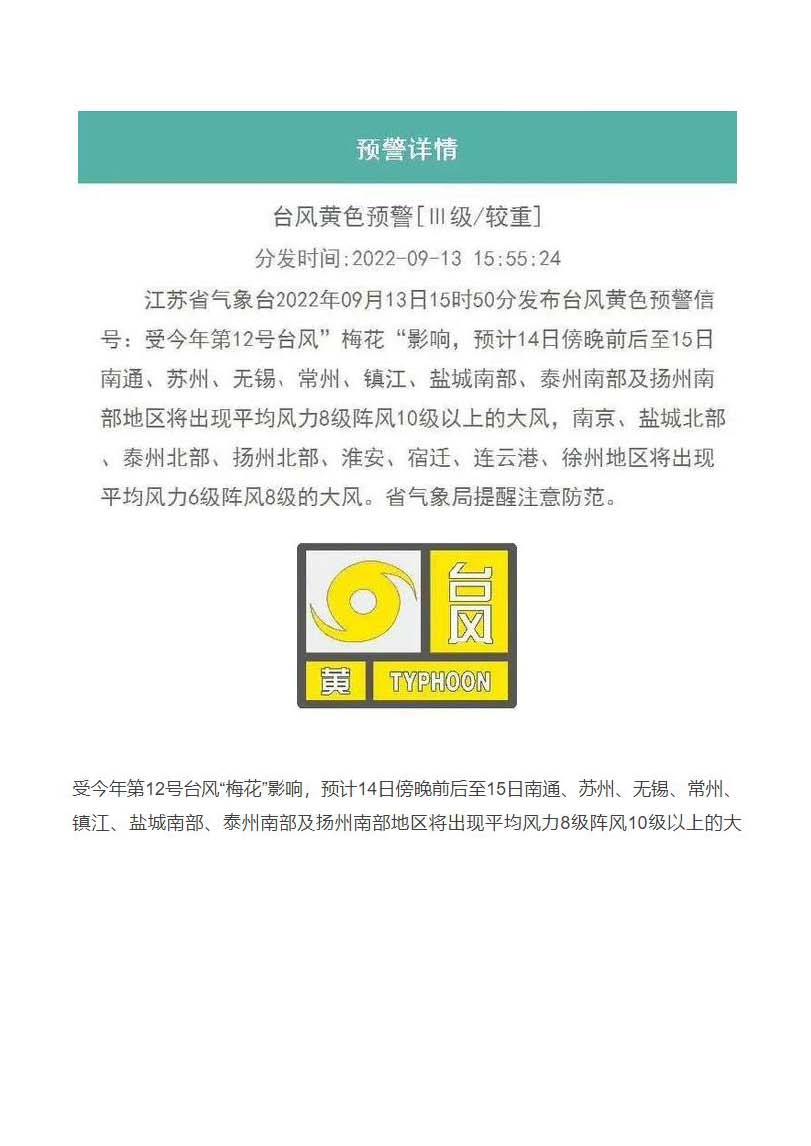 预警详情
台风黄色预警[Ⅲ级/较重]
分发时间:2022-09-13 15:55:24
江苏省气象台2022年09月13日15时50分发布台风黄色预警信
号：受今年第12号台风”梅花“影响，预计14日傍晚前后至15日
南通、苏州、无锡、常州、镇江、盐城南部、泰州南部及扬州南
部地区将出现平均风力8级阵风10级以上的大风，南京、盐城北部
、泰州北部、扬州北部、淮安、宿迁、连云港、徐州地区将出现
平均风力6级阵风8级的大风。省气象局提醒注意防范。
台风
黄 TYPHOON
受今年第12号台风“梅花”影响，预计14日傍晚前后至15日南通、苏州、无锡、常州、
镇江、盐城南部、泰州南部及扬州南部地区将出现平均风力8级阵风10级以上的大